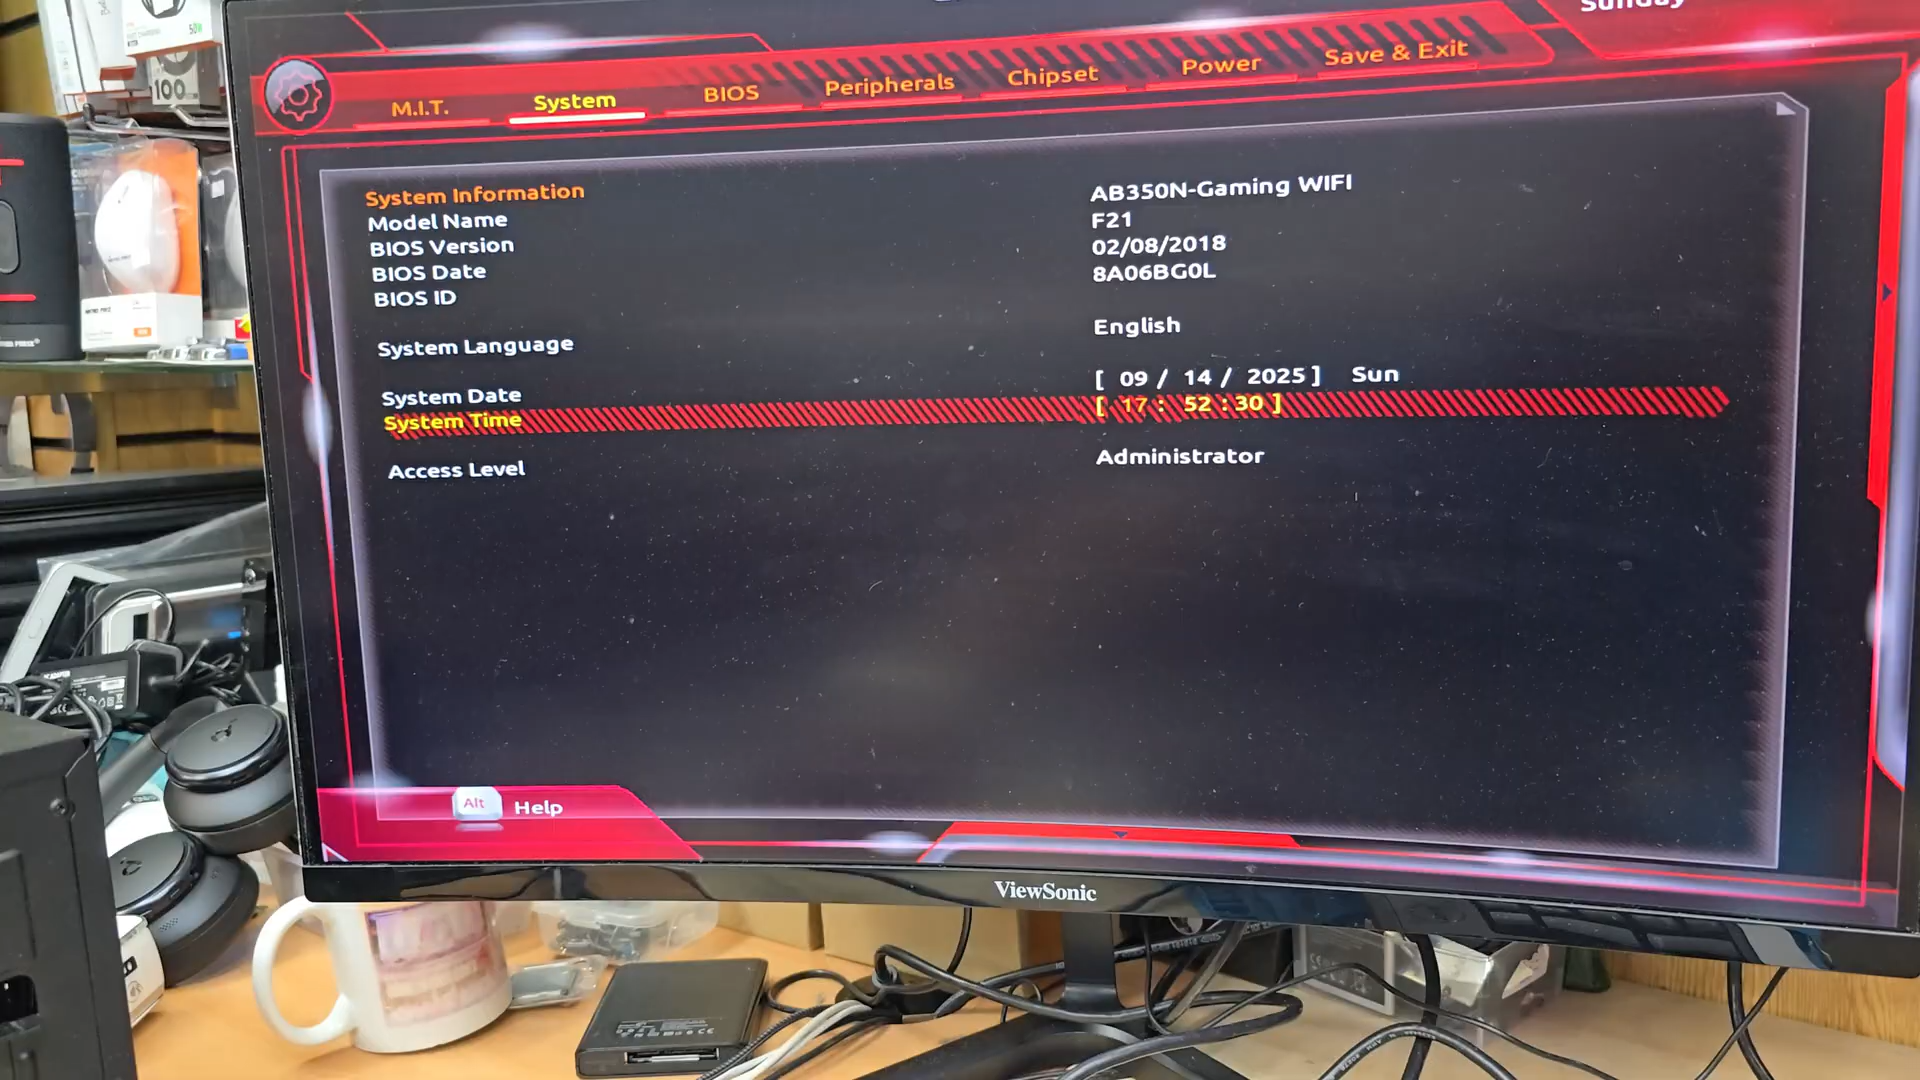 Sunday
M.I.T. System BIOS Peripherals Chipset Power Save & Exit
System Information
Model Name AB350N-Gaming WIFI
BIOS Version F21
BIOS Date 02/08/2018
BIOS ID 8A06BG0L
System Language English
System Date [ 09 / 14 / 2025 ] Sun
System Time [ 17 : 52 : 30 ]
Access Level Administrator
Alt Help
ViewSonic
50W
100